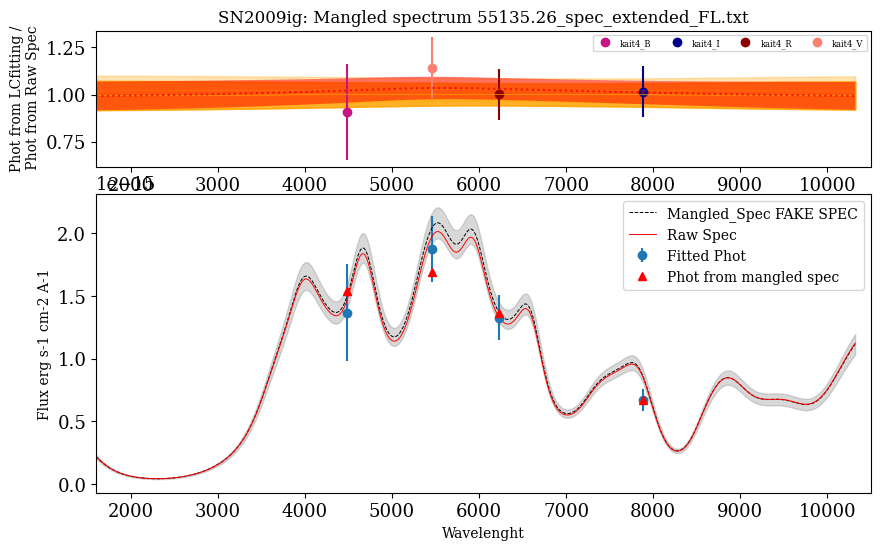 SN2009ig: Mangled spectrum 55135.26_spec_extended_FL.txt
Phot from LCfitting /
Phot from Raw Spec
1.25
1.00
0.75
kait4_B kait4_I kait4_R kait4_V
2000 3000 4000 5000 6000 7000 8000 9000 10000
1e−15
Flux erg s-1 cm-2 A-1
2.0
1.5
1.0
0.5
0.0
Mangled_Spec FAKE SPEC
Raw Spec
Fitted Phot
Phot from mangled spec
2000 3000 4000 5000 6000 7000 8000 9000 10000
Wavelenght